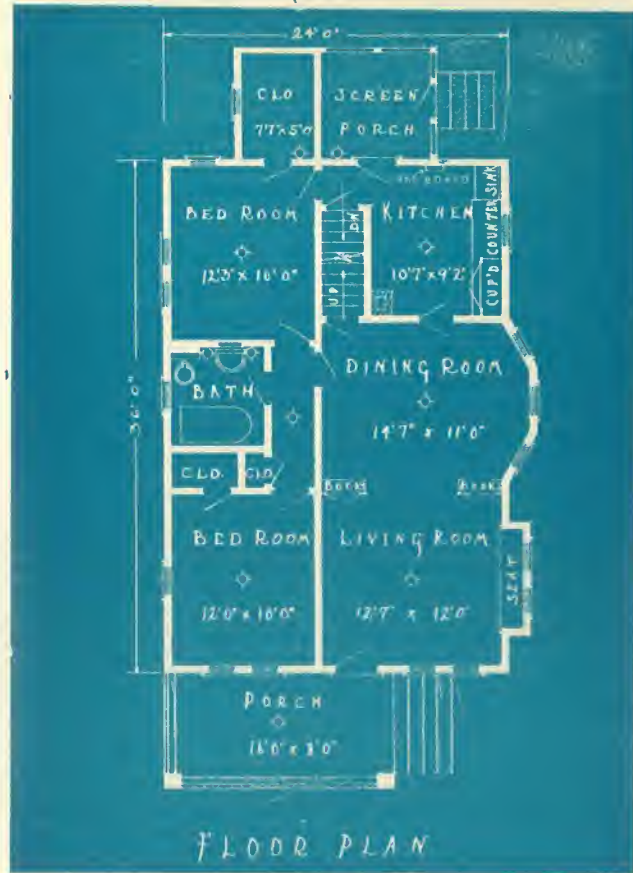 24'0"
CLO
7'7" x 5'0"
SCREEN
PORCH
BED ROOM
12'3" x 10'0"
DN
UP
KITCHEN
10'7" x 9'2"
SINK
COUNTER
CUP'D
36'0"
BATH
DINING ROOM
14'7" x 11'0"
CLO.
CLO
BOOKS
BOOKS
BED ROOM
12'0" x 10'0"
LIVING ROOM
12'7" x 12'0"
SEAT
PORCH
16'0" x 8'0"
FLOOR PLAN